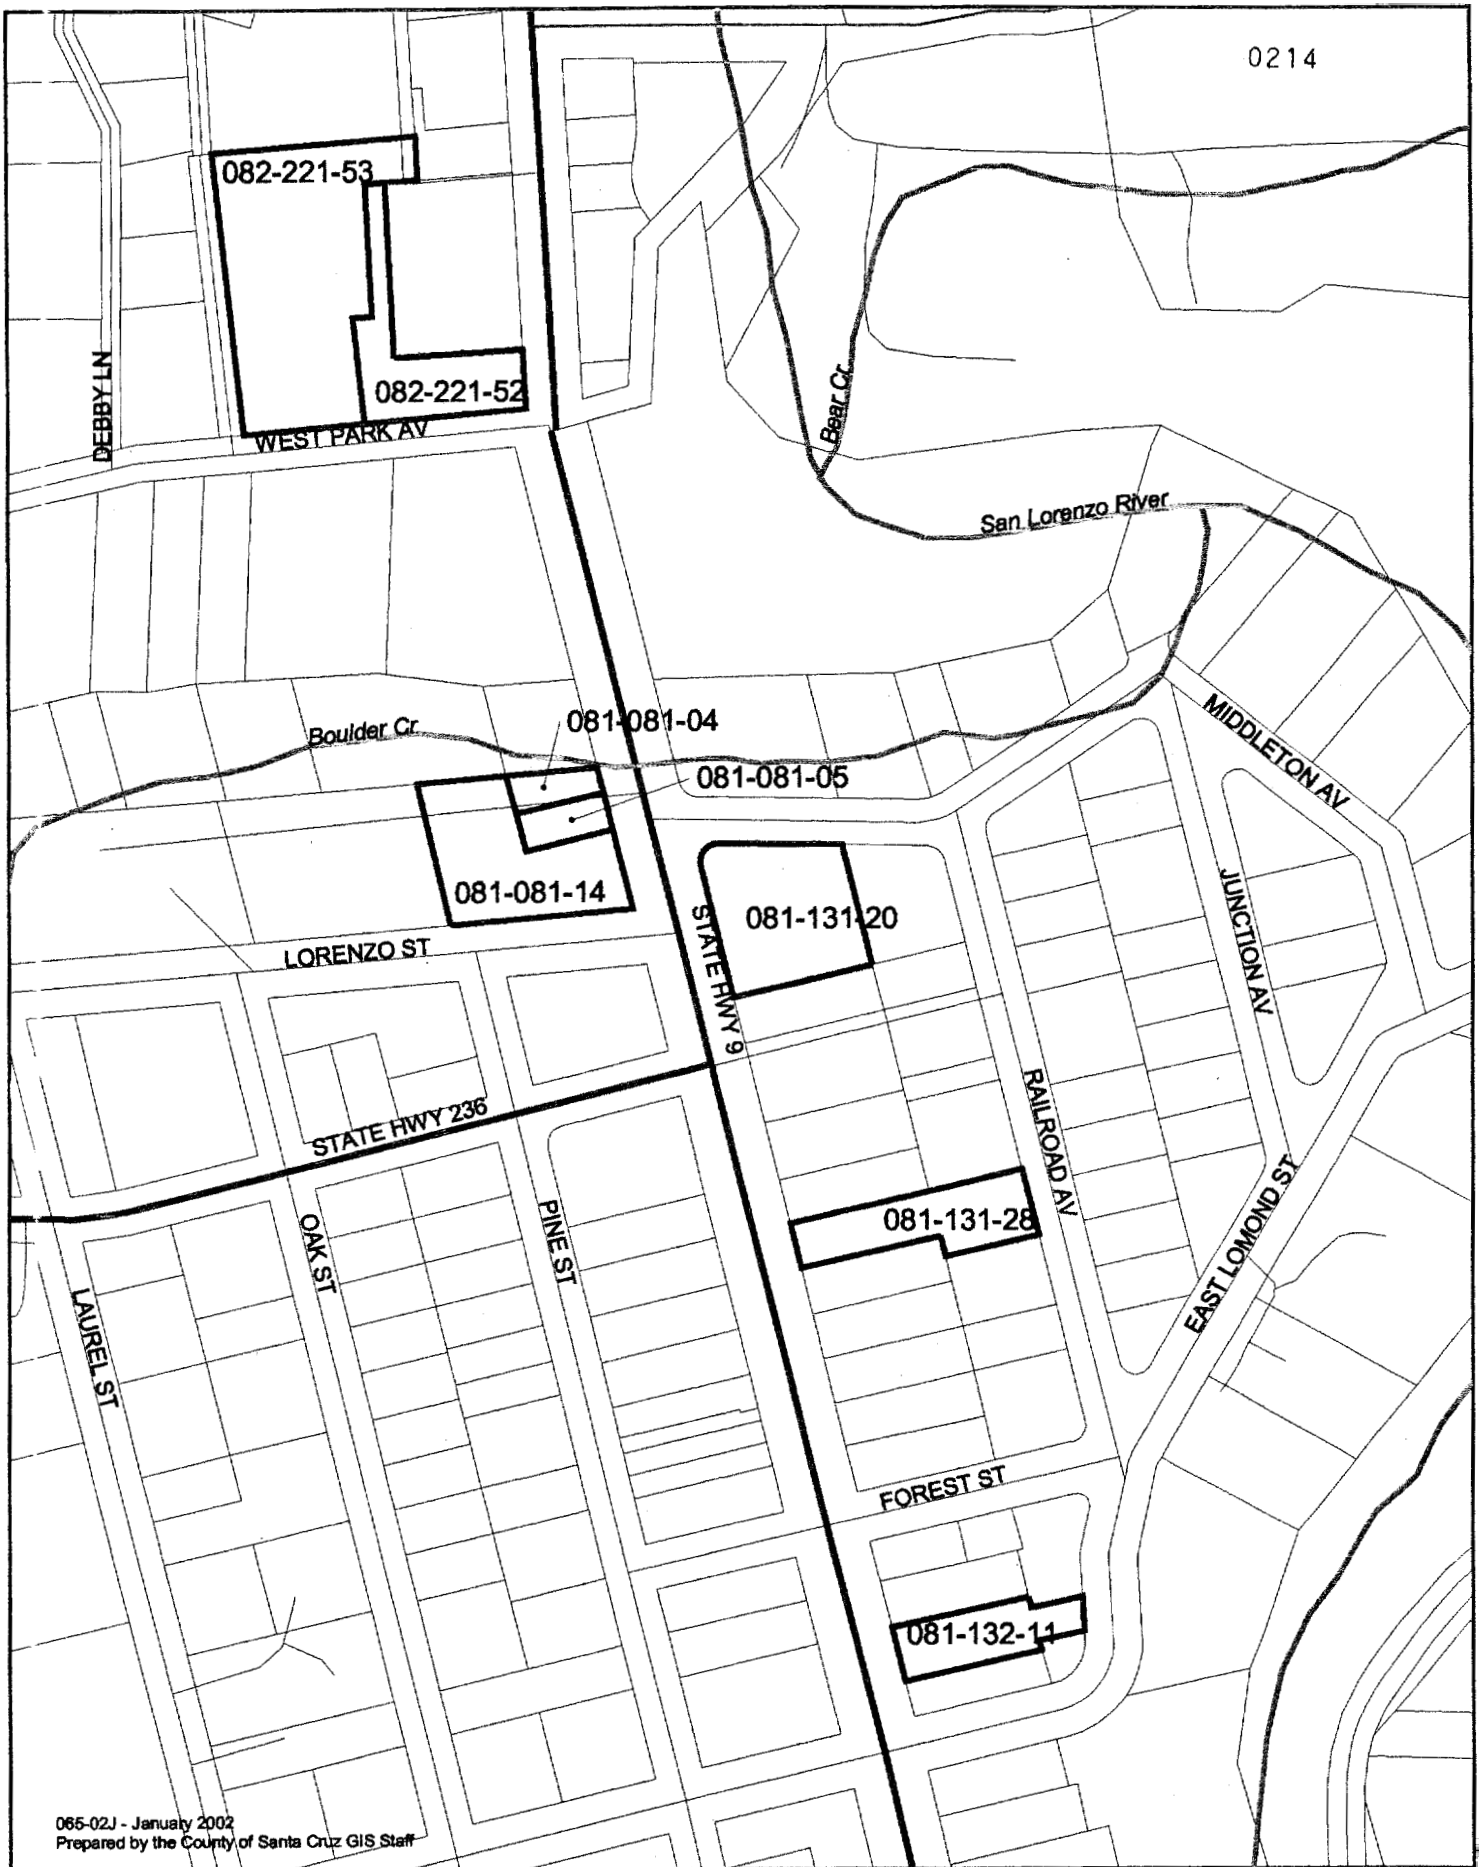 0214
082-221-53
DEBBY LN
082-221-52
WEST PARK AV
Bear Cr.
San Lorenzo River
Boulder Cr.
081-081-04
081-081-05
MIDDLETON AV
081-081-14
081-131-20
STATE HWY 9
JUNCTION AV
LORENZO ST
STATE HWY 236
RAILROAD AV
081-131-28
EAST LOMOND ST
OAK ST
PINE ST
LAUREL ST
FOREST ST
081-132-11
065-02J - January 2002
Prepared by the County of Santa Cruz GIS Staff